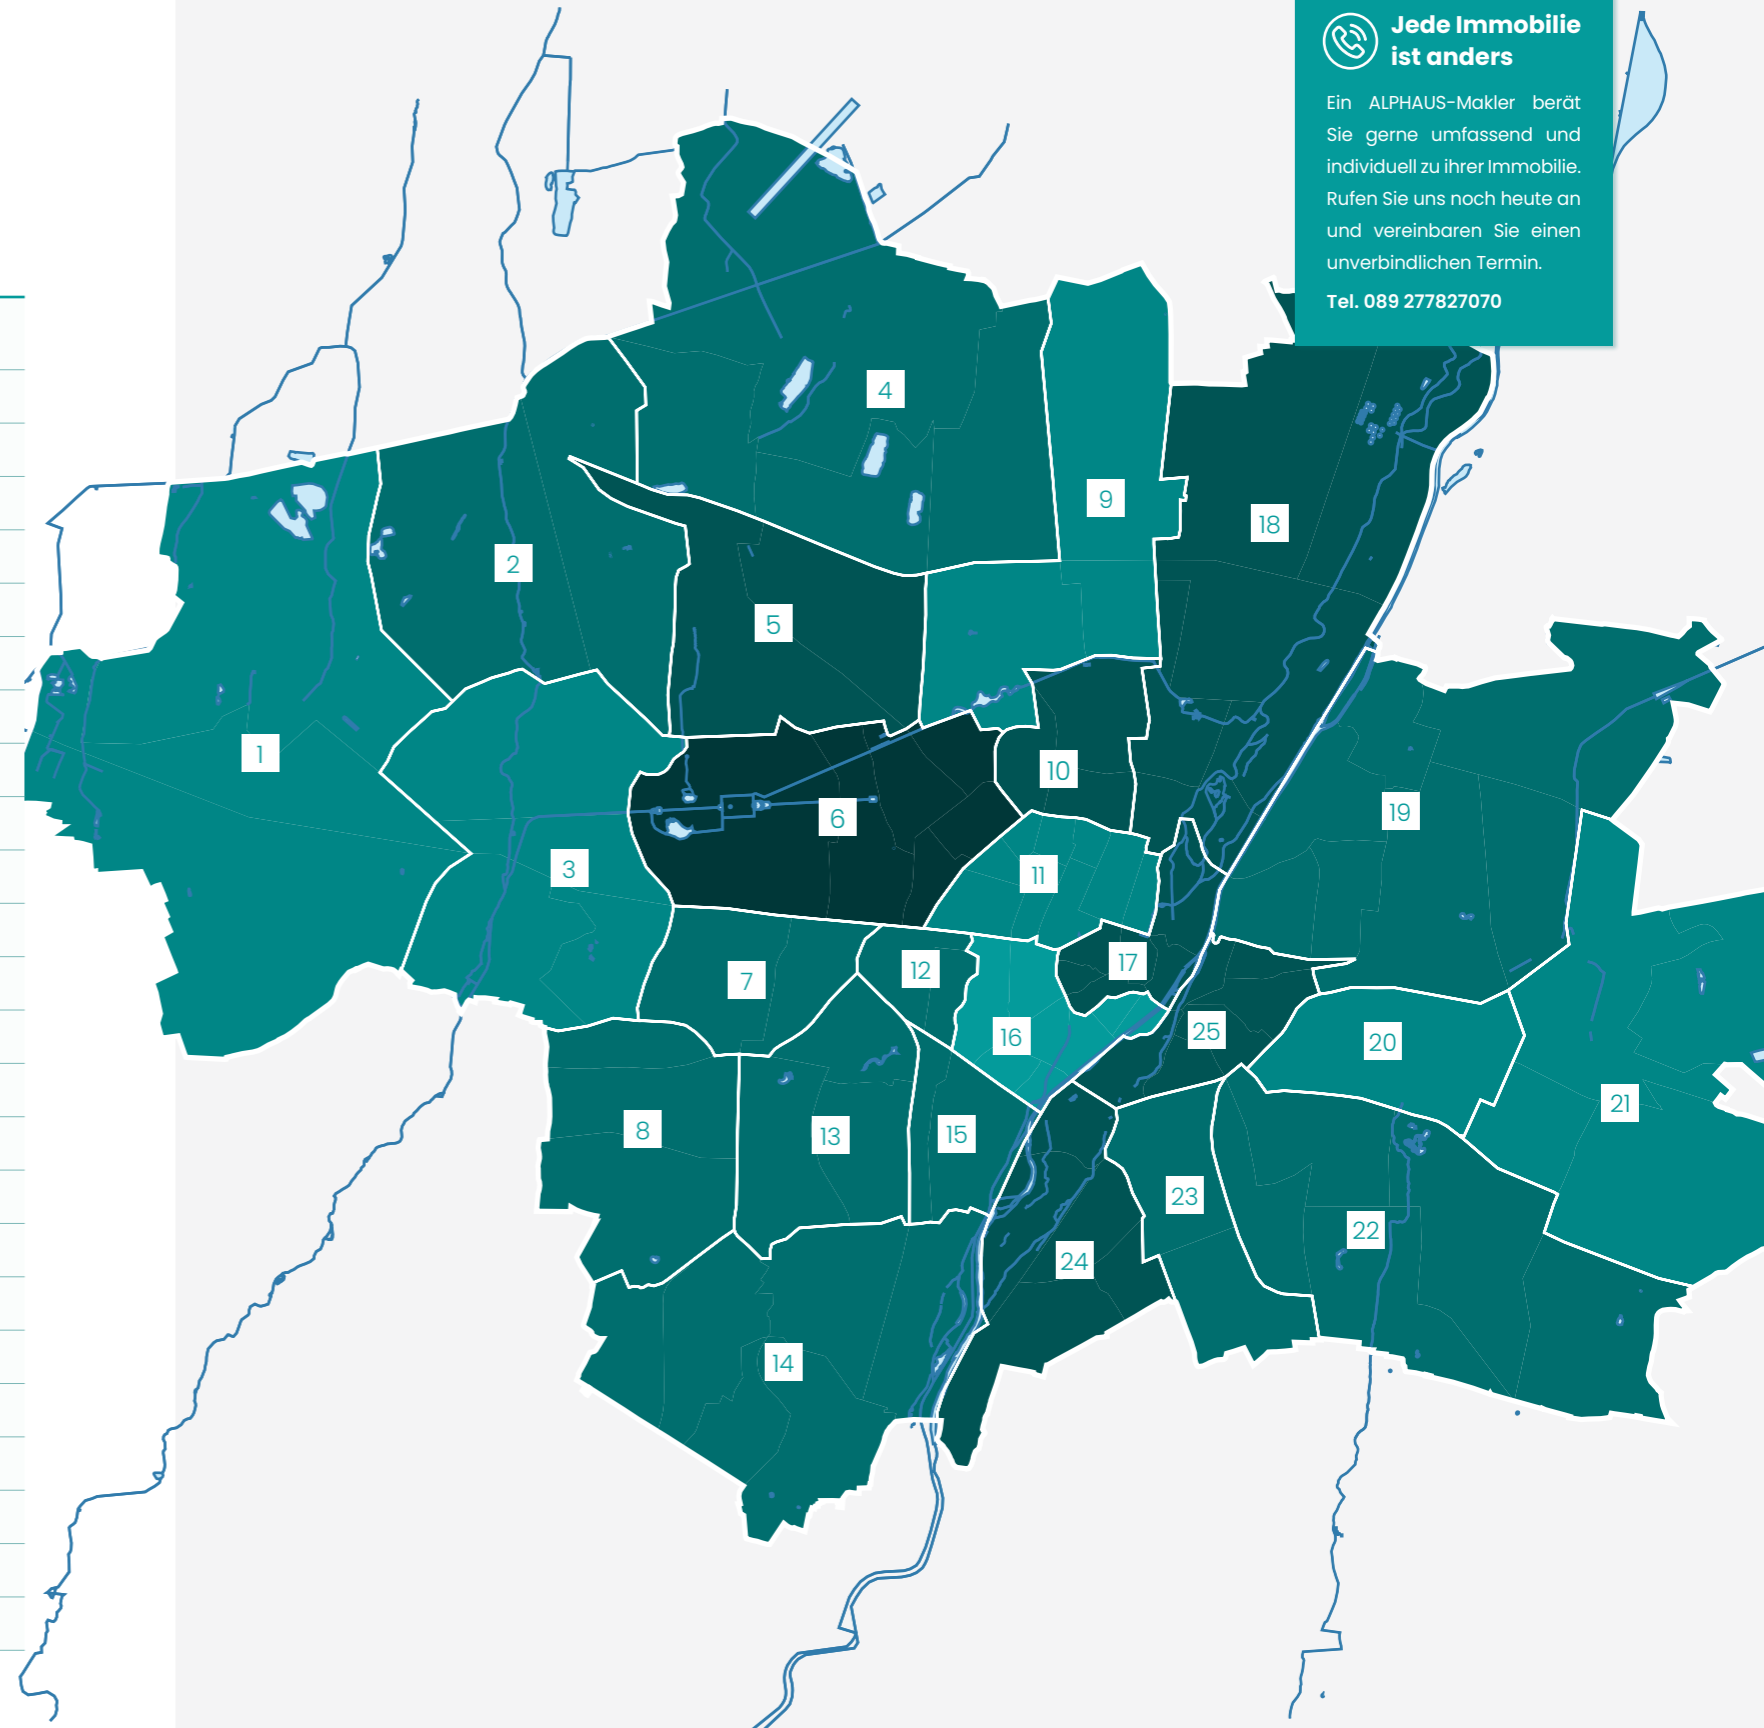 Jede Immobilie
ist anders
Ein ALPHAUS-Makler berät
Sie gerne umfassend und
individuell zu ihrer Immobilie.
Rufen Sie uns noch heute an
und vereinbaren Sie einen
unverbindlichen Termin.
Tel. 089 277827070
4
9
18
2
5
1
10
19
6
3
11
17
12
7
25
16
20
21
8
13
15
23
22
24
14